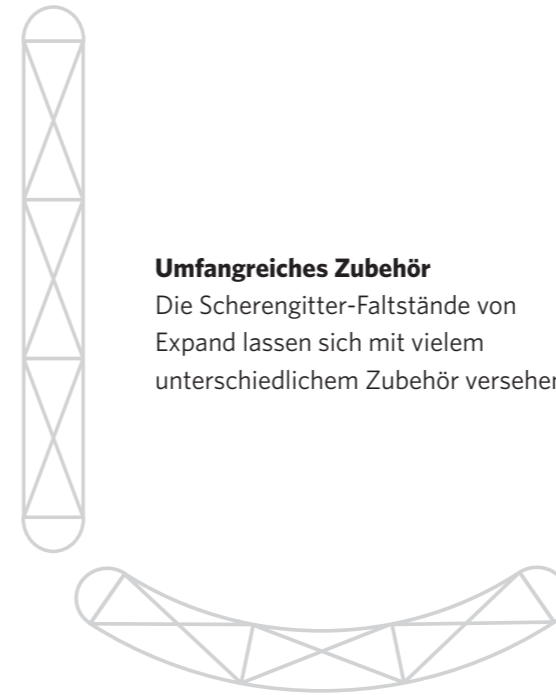 Umfangreiches Zubehör
Die Scherengitter-Faltstände von
Expand lassen sich mit vielem
unterschiedlichem Zubehör versehen